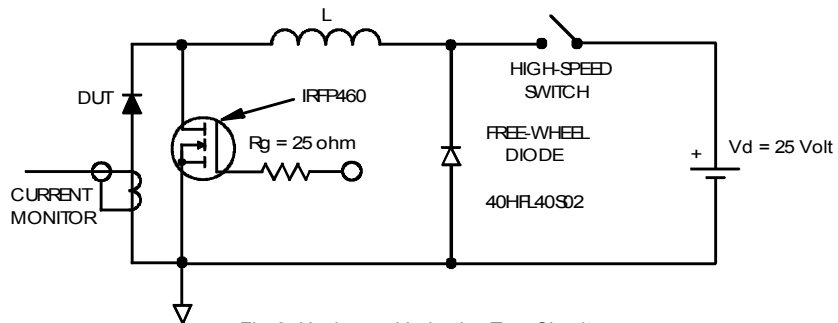 L
HIGH-SPEED
SWITCH
DUT
IRFP460
Rg = 25 ohm
FREE-WHEEL
DIODE
40HFL40S02
+
Vd = 25 Volt
CURRENT
MONITOR